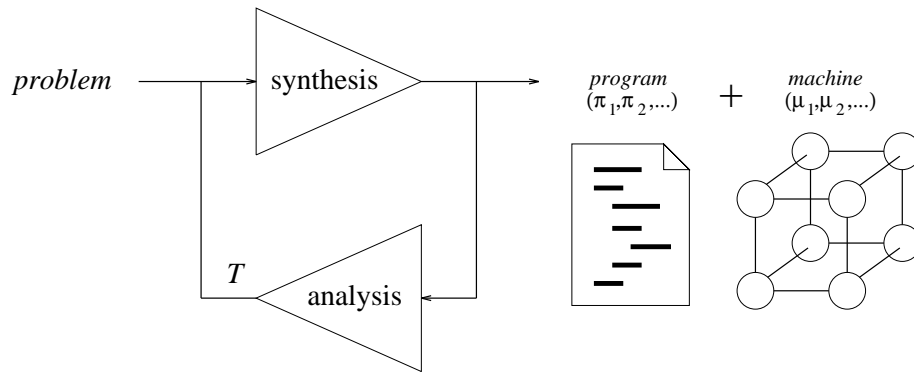 problem
synthesis
program
(π1,π2,...)
+
machine
(μ1,μ2,...)
T
analysis